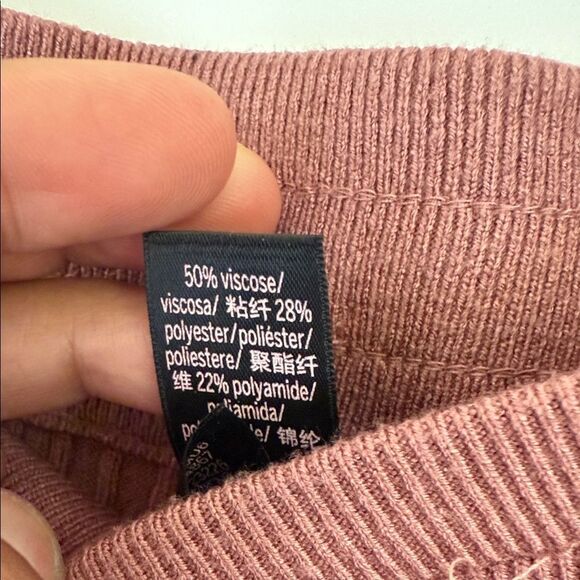 50% viscose/
viscosa/ 粘纤 28%
polyester/poliéster/
poliestere/ 聚酯纤
维 22% polyamide/
poliamida/
锦纶